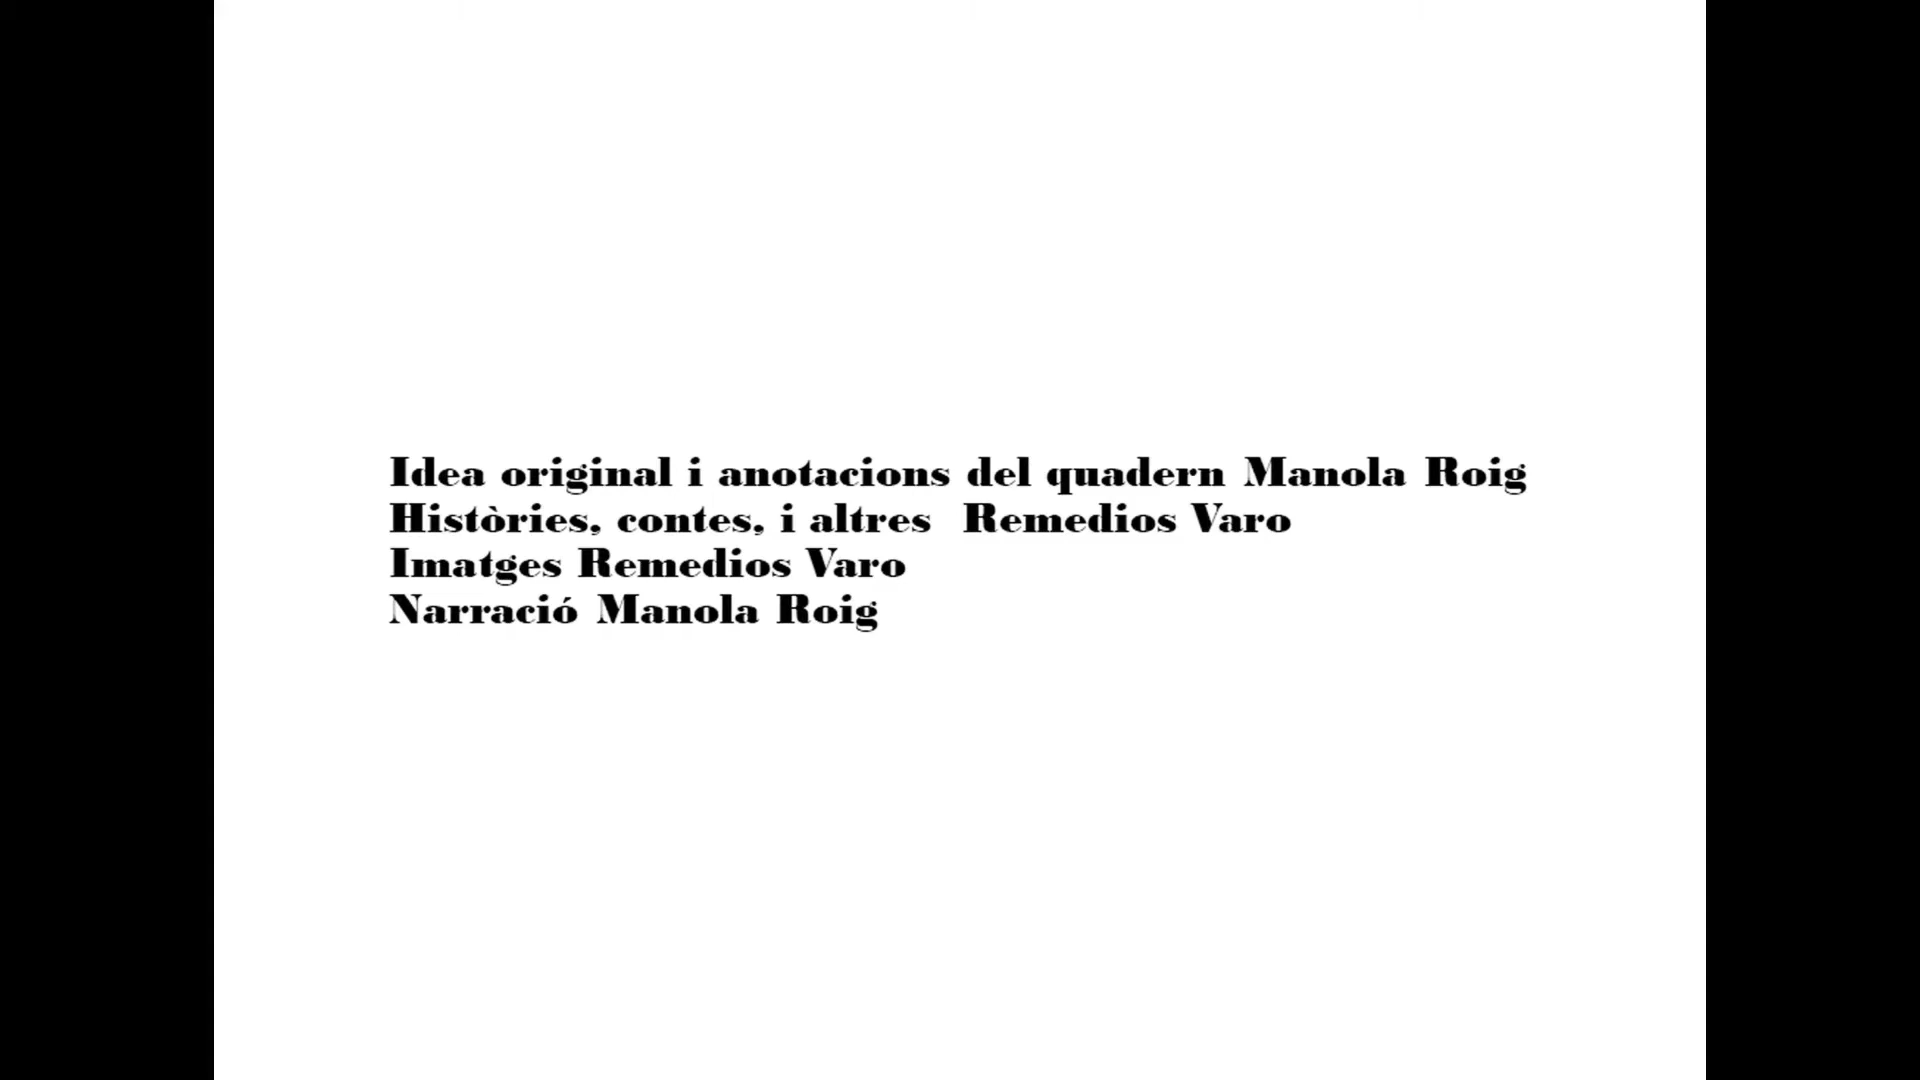 Idea original i anotacions del quadern Manola Roig
Històries, contes, i altres  Remedios Varo
Imatges Remedios Varo
Narració Manola Roig